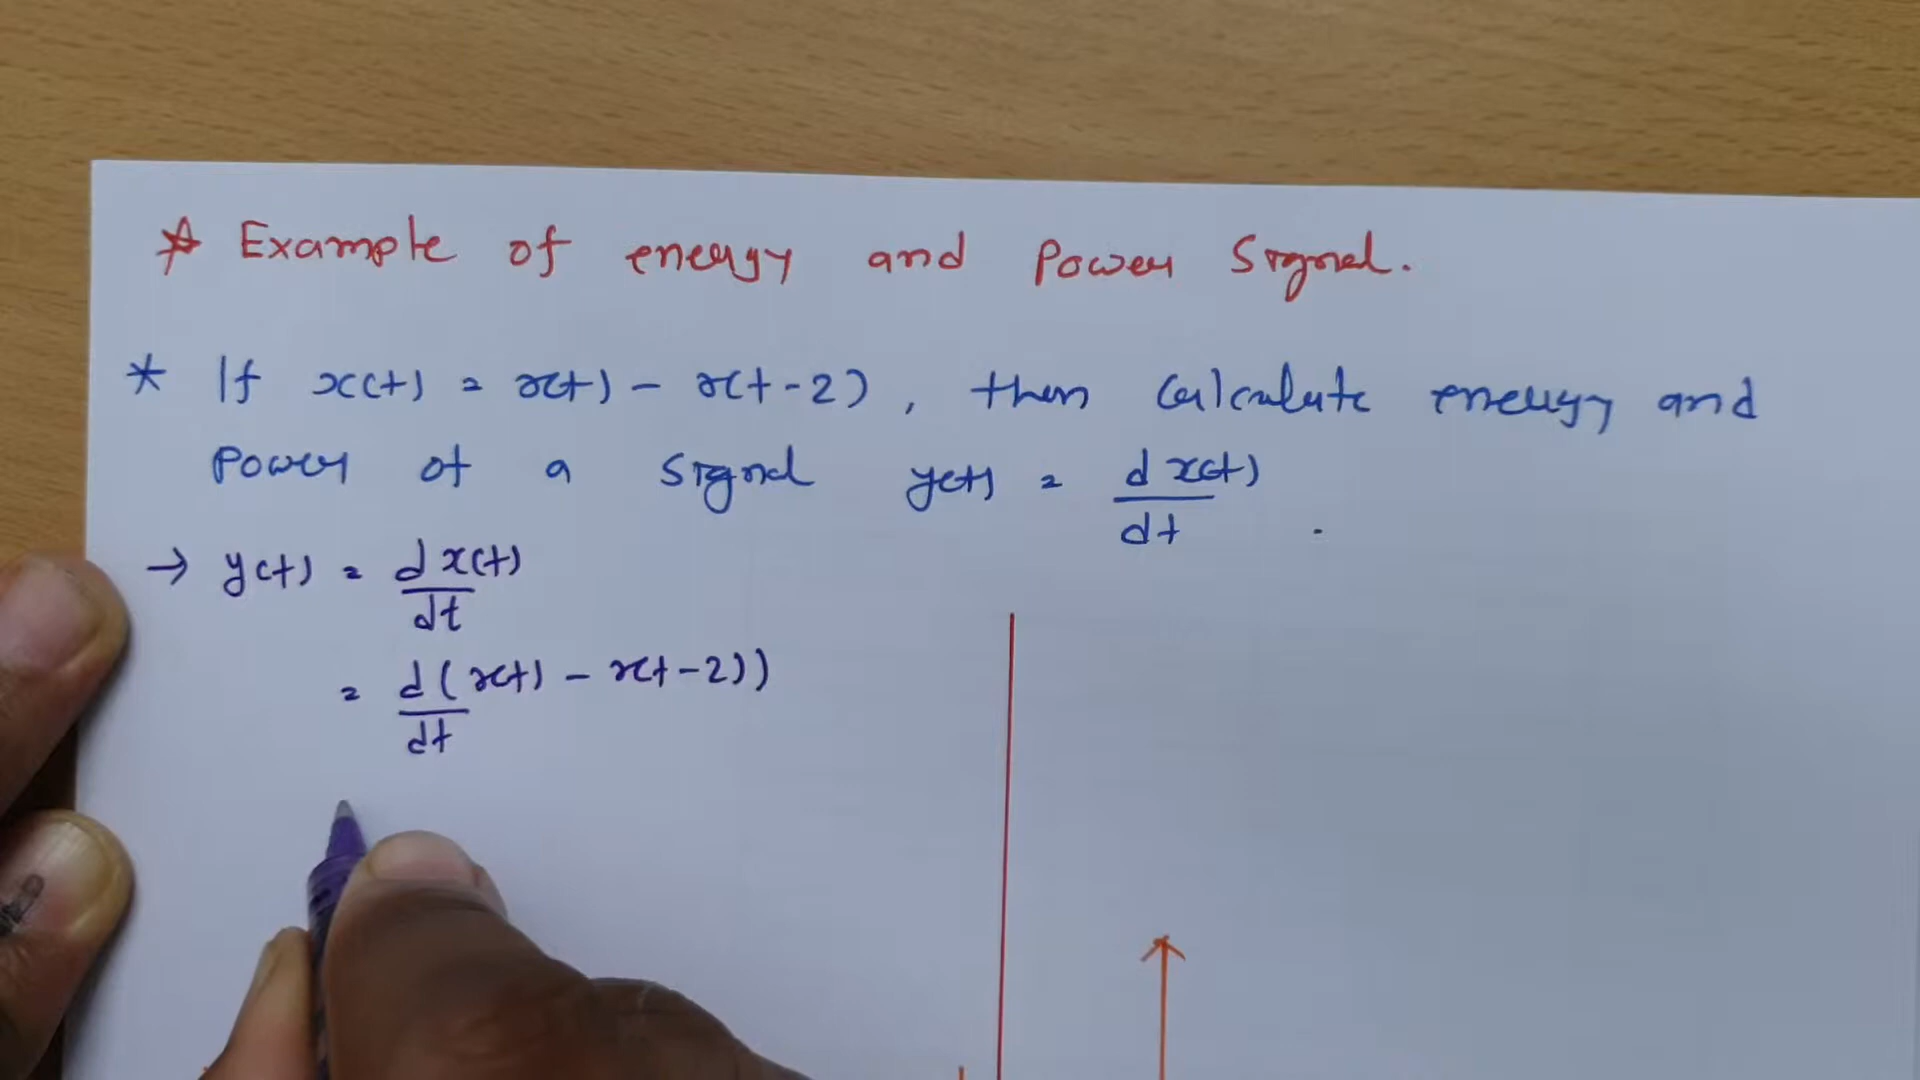 * Example of energy and Power Signal.
* If x(t) = r(t) - r(t-2), then calculate energy and
Power of a signal y(t) = d x(t)
dt .
→ y(t) = d x(t)
dt
= d(r(t) - r(t-2))
dt